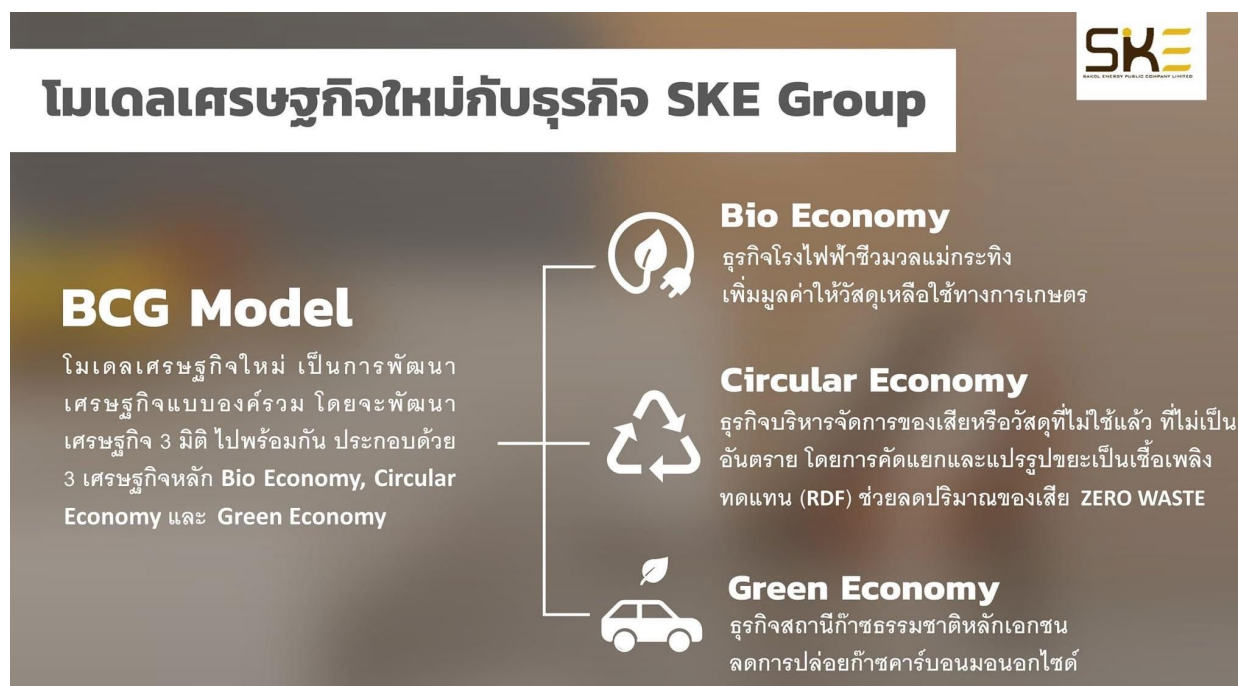 SKE
SAKOL ENERGY PUBLIC COMPANY LIMITED
โมเดลเศรษฐกิจใหม่กับธุรกิจ SKE Group
BCG Model
โมเดลเศรษฐกิจใหม่ เป็นการพัฒนา
เศรษฐกิจแบบองค์รวม โดยจะพัฒนา
เศรษฐกิจ 3 มิติ ไปพร้อมกัน ประกอบด้วย
3 เศรษฐกิจหลัก Bio Economy, Circular
Economy และ Green Economy
Bio Economy
ธุรกิจโรงไฟฟ้าชีวมวลแม่กระทิง
เพิ่มมูลค่าให้วัสดุเหลือใช้ทางการเกษตร
Circular Economy
ธุรกิจบริหารจัดการของเสียหรือวัสดุที่ไม่ใช้แล้ว ที่ไม่เป็น
อันตราย โดยการคัดแยกและแปรรูปขยะเป็นเชื้อเพลิง
ทดแทน (RDF) ช่วยลดปริมาณของเสีย ZERO WASTE
Green Economy
ธุรกิจสถานีก๊าซธรรมชาติหลักเอกชน
ลดการปล่อยก๊าซคาร์บอนมอนอกไซด์